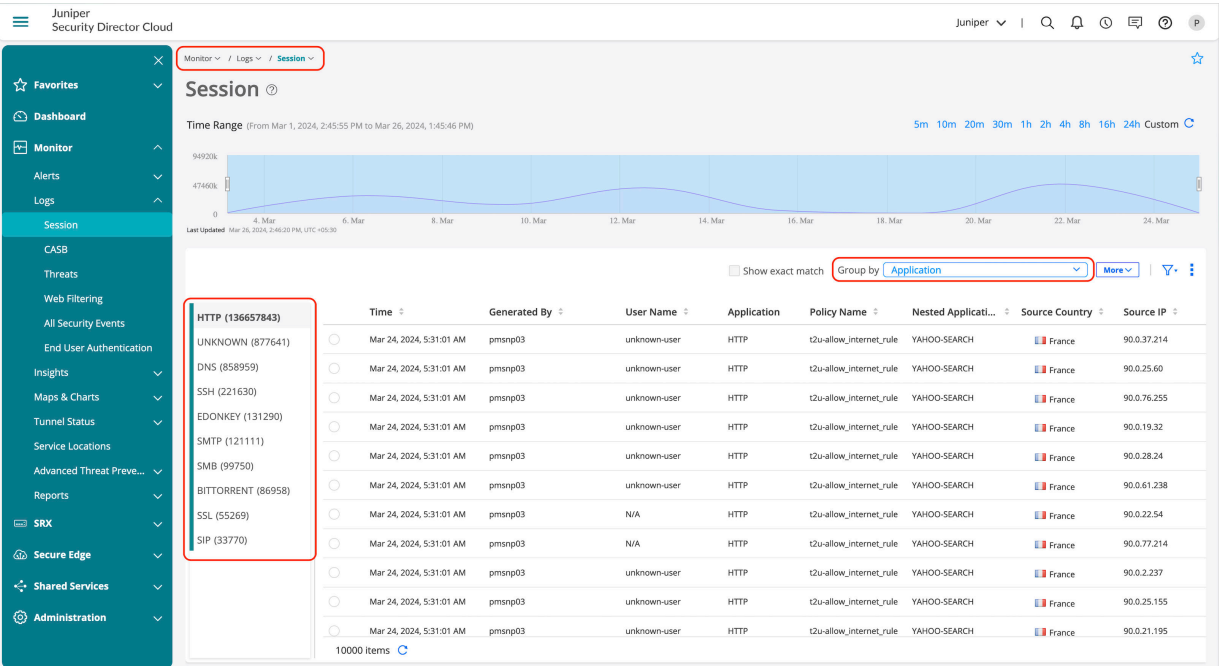 Juniper
Security Director Cloud
Juniper
P
Favorites
Dashboard
Monitor
Alerts
Logs
Session
CASB
Threats
Web Filtering
All Security Events
End User Authentication
Insights
Maps & Charts
Tunnel Status
Service Locations
Advanced Threat Preve...
Reports
SRX
Secure Edge
Shared Services
Administration
Monitor / Logs / Session
Session
Time Range (From Mar 1, 2024, 2:45:55 PM to Mar 26, 2024, 1:45:46 PM)
5m 10m 20m 30m 1h 2h 4h 8h 16h 24h Custom
94920k
47460k
0
4. Mar 6. Mar 8. Mar 10. Mar 12. Mar 14. Mar 16. Mar 18. Mar 20. Mar 22. Mar 24. Mar
Last Updated Mar 26, 2024, 2:46:20 PM, UTC +05:30
Show exact match Group by Application More
HTTP (136657843)
UNKNOWN (877641)
DNS (858959)
SSH (221630)
EDONKEY (131290)
SMTP (121111)
SMB (99750)
BITTORRENT (86958)
SSL (55269)
SIP (33770)
Time Generated By User Name Application Policy Name Nested Applicati... Source Country Source IP
Mar 24, 2024, 5:31:01 AM pmsnp03 unknown-user HTTP t2u-allow_internet_rule YAHOO-SEARCH France 90.0.37.214
Mar 24, 2024, 5:31:01 AM pmsnp03 unknown-user HTTP t2u-allow_internet_rule YAHOO-SEARCH France 90.0.25.60
Mar 24, 2024, 5:31:01 AM pmsnp03 unknown-user HTTP t2u-allow_internet_rule YAHOO-SEARCH France 90.0.76.255
Mar 24, 2024, 5:31:01 AM pmsnp03 unknown-user HTTP t2u-allow_internet_rule YAHOO-SEARCH France 90.0.19.32
Mar 24, 2024, 5:31:01 AM pmsnp03 unknown-user HTTP t2u-allow_internet_rule YAHOO-SEARCH France 90.0.28.24
Mar 24, 2024, 5:31:01 AM pmsnp03 unknown-user HTTP t2u-allow_internet_rule YAHOO-SEARCH France 90.0.61.238
Mar 24, 2024, 5:31:01 AM pmsnp03 N/A HTTP t2u-allow_internet_rule YAHOO-SEARCH France 90.0.22.54
Mar 24, 2024, 5:31:01 AM pmsnp03 N/A HTTP t2u-allow_internet_rule YAHOO-SEARCH France 90.0.77.214
Mar 24, 2024, 5:31:01 AM pmsnp03 unknown-user HTTP t2u-allow_internet_rule YAHOO-SEARCH France 90.0.2.237
Mar 24, 2024, 5:31:01 AM pmsnp03 unknown-user HTTP t2u-allow_internet_rule YAHOO-SEARCH France 90.0.25.155
Mar 24, 2024, 5:31:01 AM pmsnp03 unknown-user HTTP t2u-allow_internet_rule YAHOO-SEARCH France 90.0.21.195
10000 items